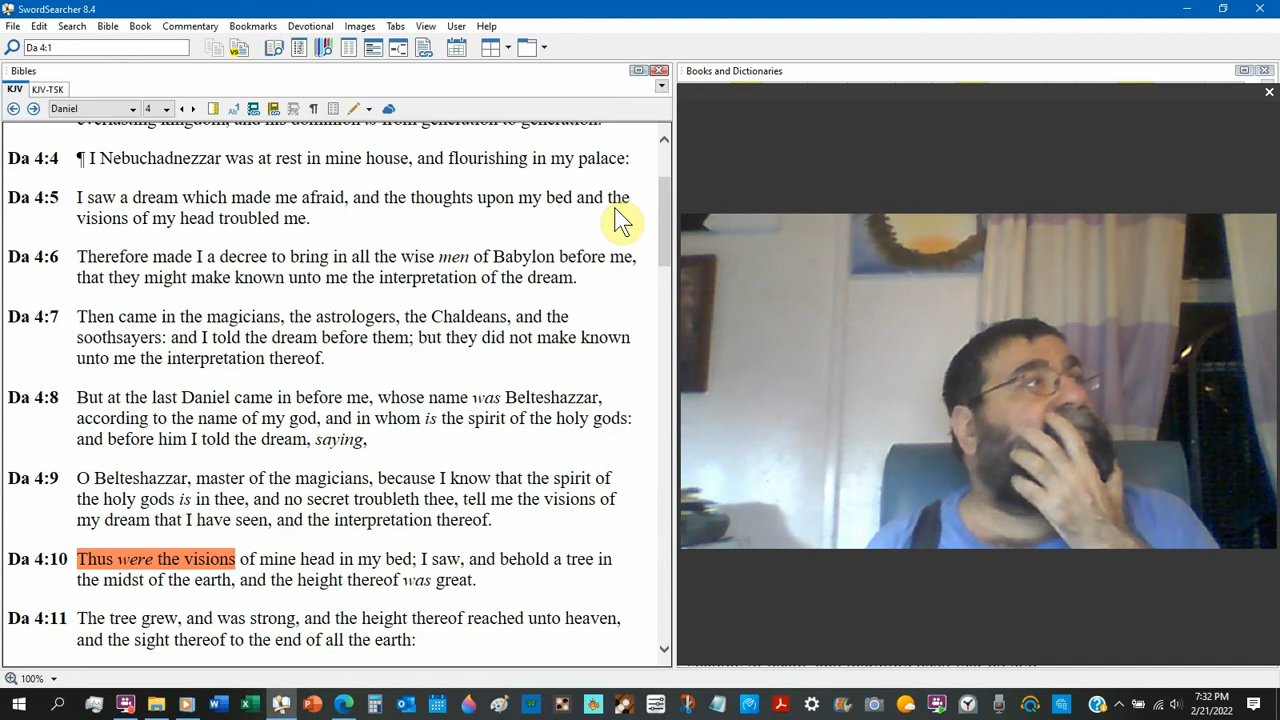 SwordSearcher 8.4
File Edit Search Bible Book Commentary Bookmarks Devotional Images Tabs View User Help
Da 4:1
Bibles
Books and Dictionaries
KJV KJV-TSK
Daniel 4
everlasting kingdom, and his dominion is from generation to generation.
Da 4:4 ¶ I Nebuchadnezzar was at rest in mine house, and flourishing in my palace:
Da 4:5 I saw a dream which made me afraid, and the thoughts upon my bed and the
visions of my head troubled me.
Da 4:6 Therefore made I a decree to bring in all the wise men of Babylon before me,
that they might make known unto me the interpretation of the dream.
Da 4:7 Then came in the magicians, the astrologers, the Chaldeans, and the
soothsayers: and I told the dream before them; but they did not make known
unto me the interpretation thereof.
Da 4:8 But at the last Daniel came in before me, whose name was Belteshazzar,
according to the name of my god, and in whom is the spirit of the holy gods:
and before him I told the dream, saying,
Da 4:9 O Belteshazzar, master of the magicians, because I know that the spirit of
the holy gods is in thee, and no secret troubleth thee, tell me the visions of
my dream that I have seen, and the interpretation thereof.
Da 4:10 Thus were the visions of mine head in my bed; I saw, and behold a tree in
the midst of the earth, and the height thereof was great.
Da 4:11 The tree grew, and was strong, and the height thereof reached unto heaven,
and the sight thereof to the end of all the earth:
100%
7:32 PM
2/21/2022